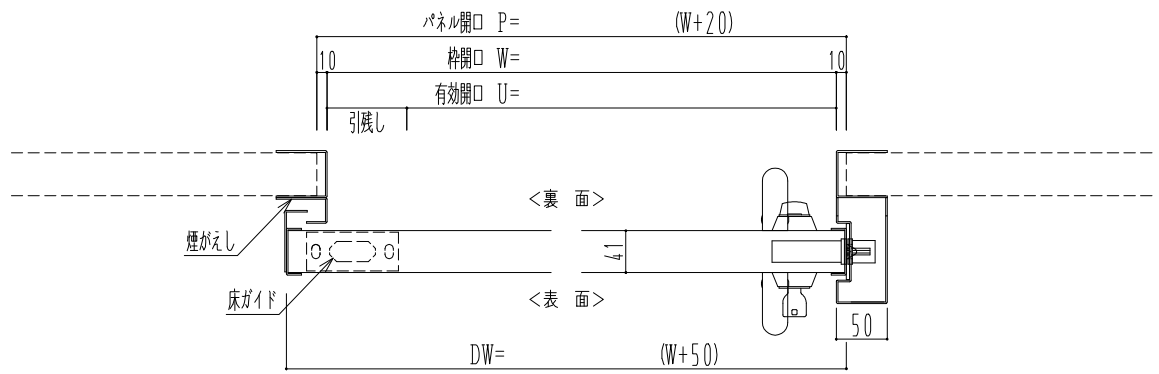 パネル開口 P= (W+20)
10 枠開口 W= 10
有効開口 U=
引残し
<裏 面>
煙がえし
41
床ガイド
<表 面>
50
DW= (W+50)